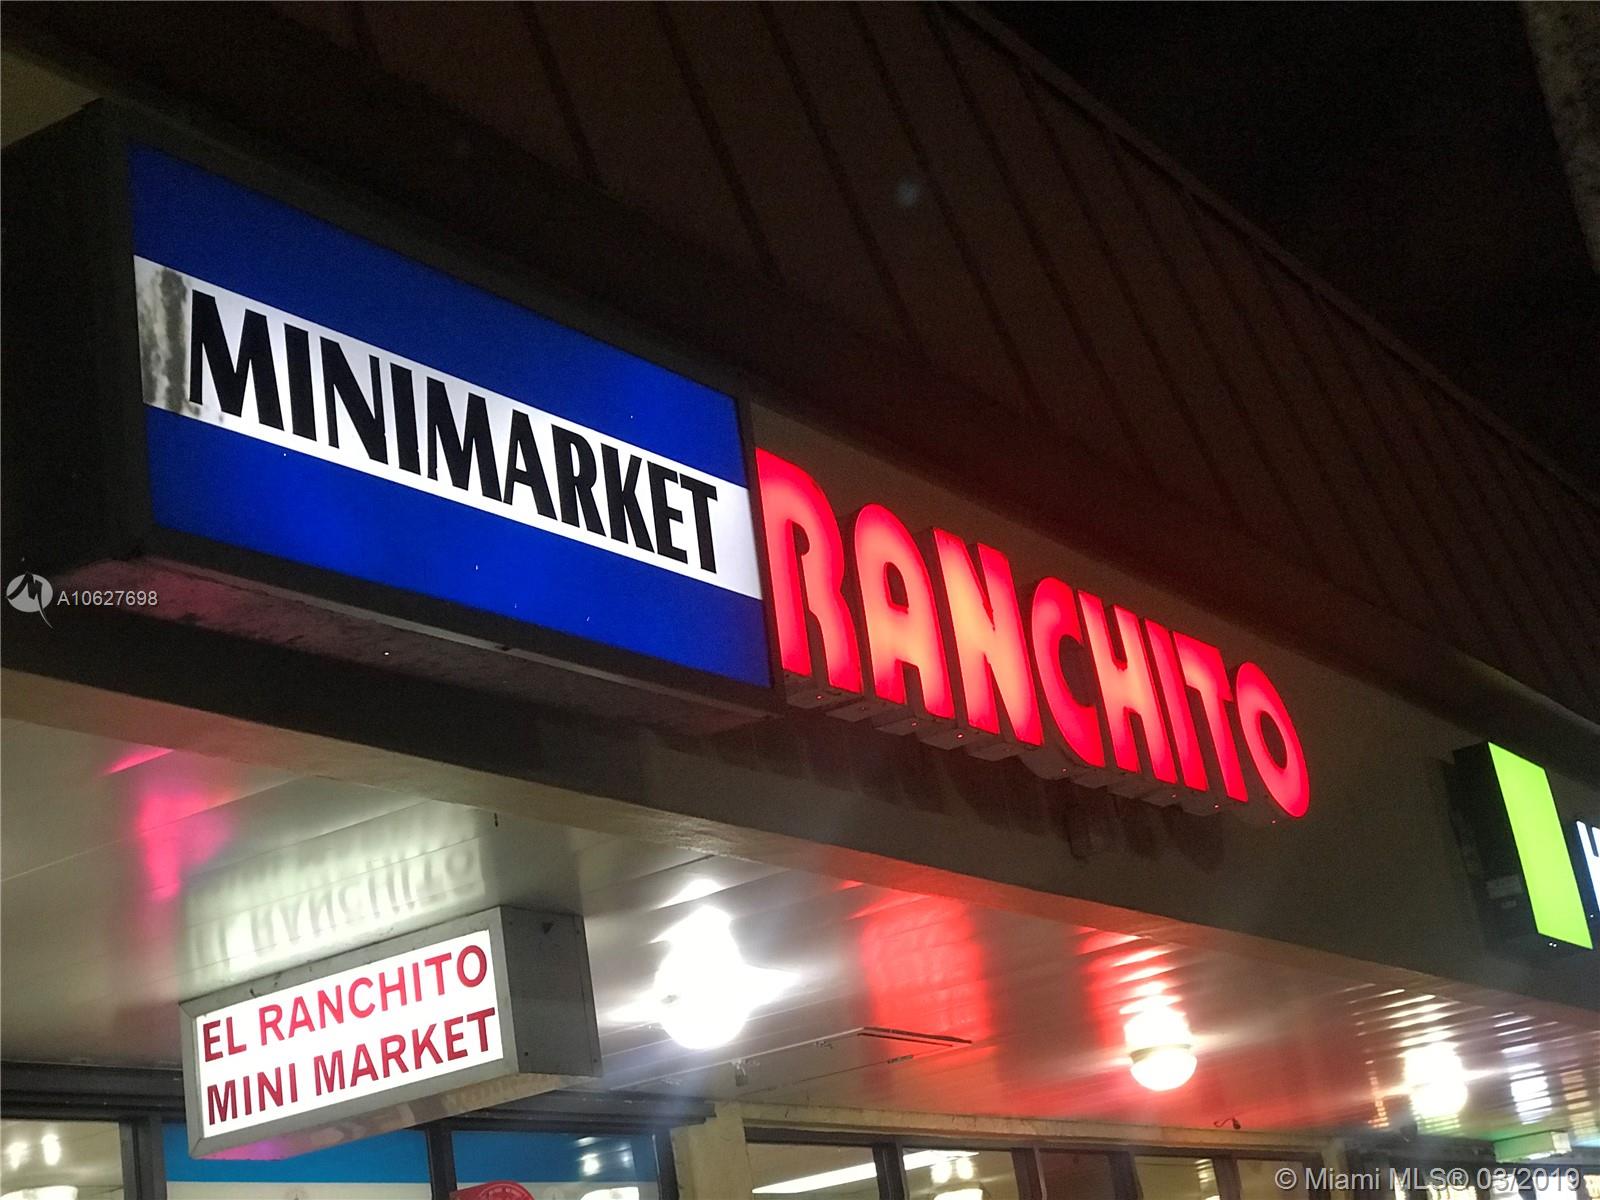 MINIMARKET
RANCHITO
A10627698
EL RANCHITO
MINI MARKET
© Miami MLS® 03/2019